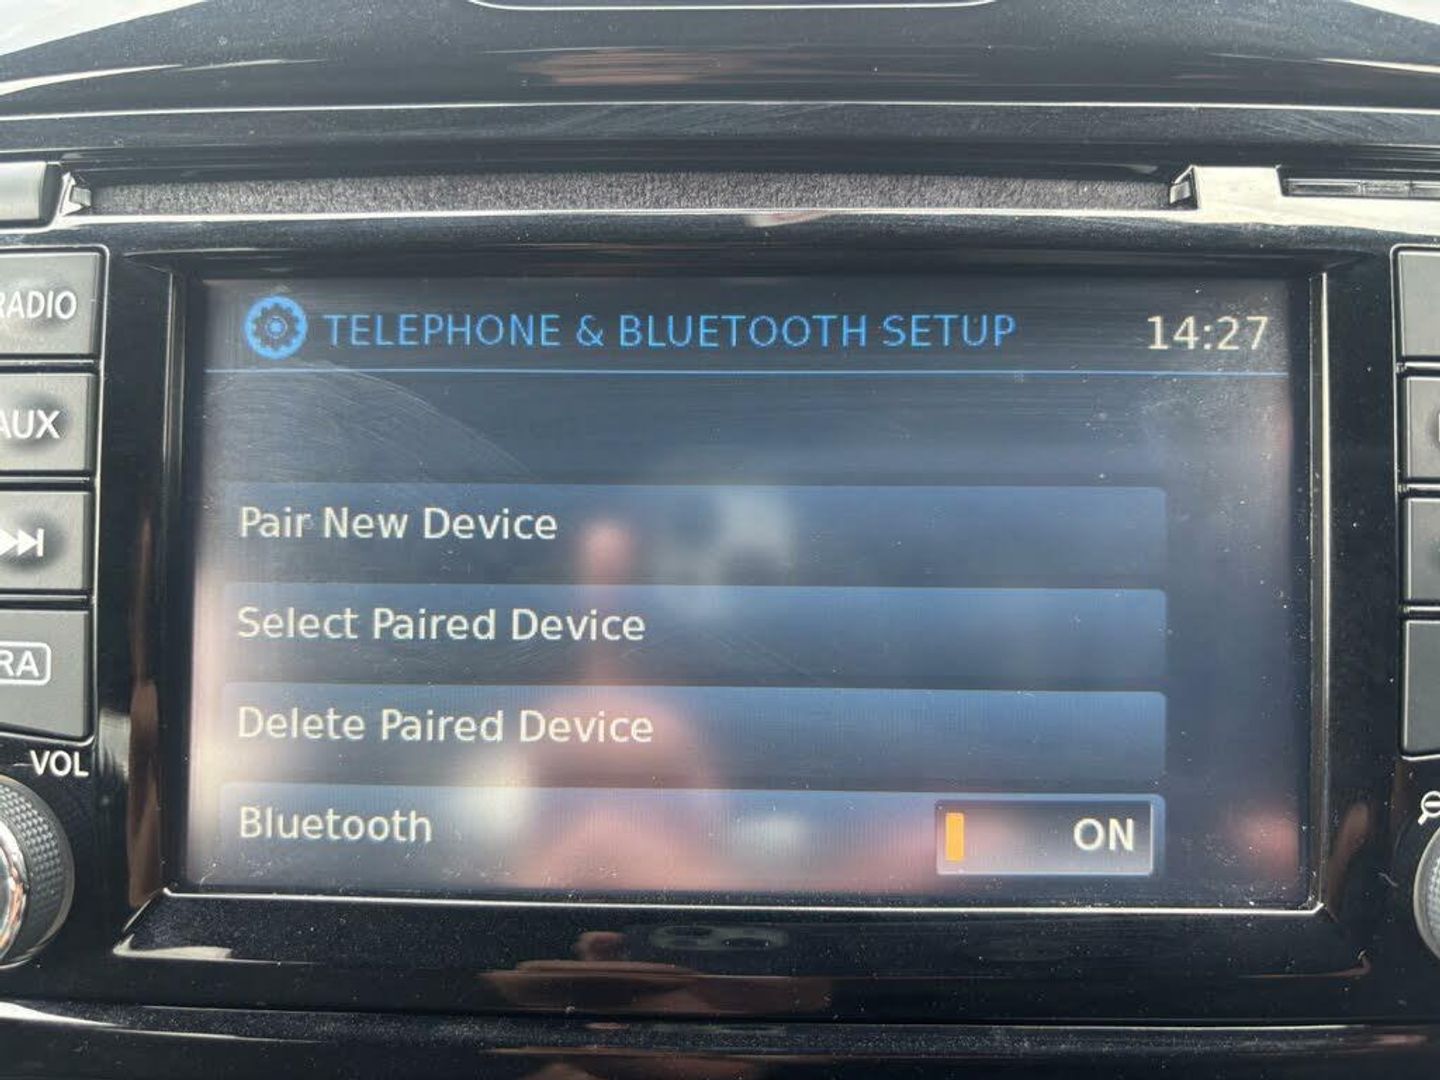 TELEPHONE & BLUETOOTH SETUP 14:27
RADIO
AUX
Pair New Device
Select Paired Device
Delete Paired Device
VOL
Bluetooth ON